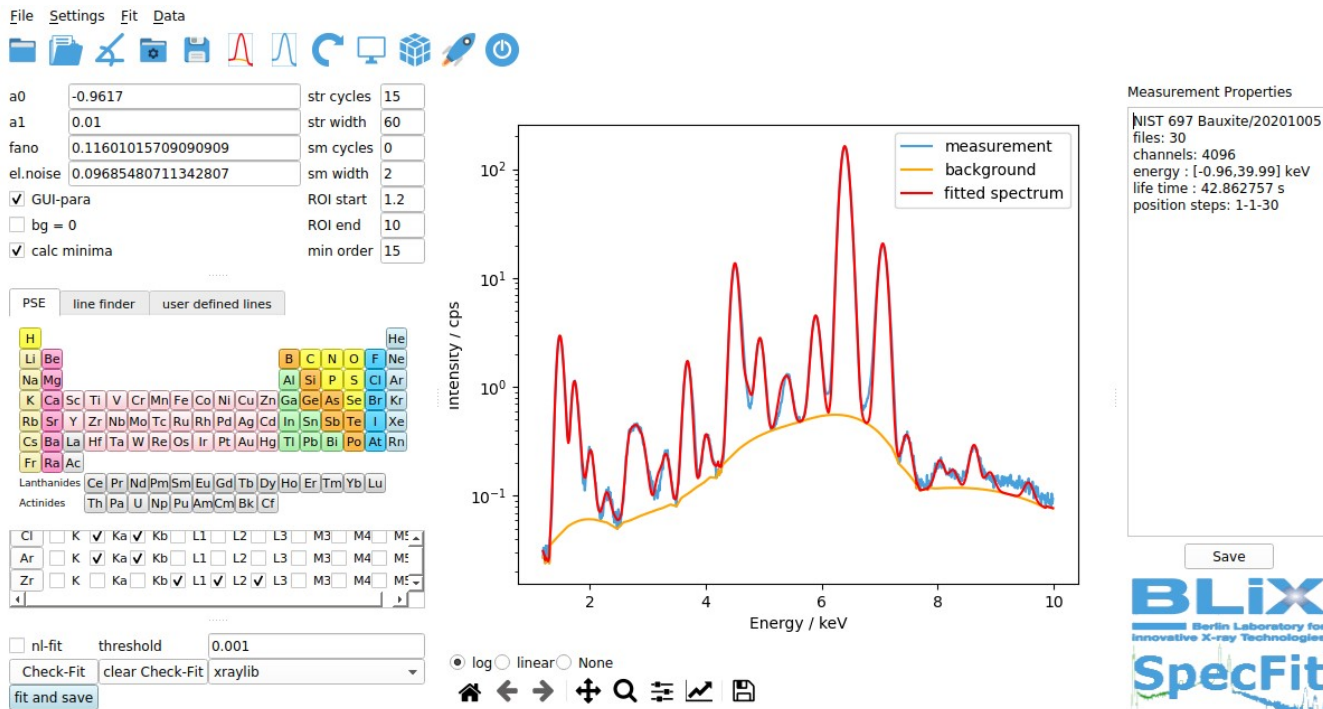 File Settings Fit Data
a0 -0.9617 str cycles 15
a1 0.01 str width 60
fano 0.11601015709090909 sm cycles 0
el.noise 0.09685480711342807 sm width 2
GUI-para ROI start 1.2
bg = 0 ROI end 10
calc minima min order 15
PSE line finder user defined lines
H He
Li Be B C N O F Ne
Na Mg Al Si P S Cl Ar
K Ca Sc Ti V Cr Mn Fe Co Ni Cu Zn Ga Ge As Se Br Kr
Rb Sr Y Zr Nb Mo Tc Ru Rh Pd Ag Cd In Sn Sb Te I Xe
Cs Ba La Hf Ta W Re Os Ir Pt Au Hg Tl Pb Bi Po At Rn
Fr Ra Ac
Lanthanides Ce Pr Nd Pm Sm Eu Gd Tb Dy Ho Er Tm Yb Lu
Actinides Th Pa U Np Pu Am Cm Bk Cf
Cl K Ka Kb L1 L2 L3 M3 M4 M5
Ar K Ka Kb L1 L2 L3 M3 M4 M5
Zr K Ka Kb L1 L2 L3 M3 M4 M5
nl-fit threshold 0.001
Check-Fit clear Check-Fit xraylib
fit and save
measurement
background
fitted spectrum
10²
10¹
10⁰
10⁻¹
Intensity / cps
2 4 6 8 10
Energy / keV
log linear None
Measurement Properties
NIST 697 Bauxite/20201005
files: 30
channels: 4096
energy : [-0.96,39.99] keV
life time : 42.862757 s
position steps: 1-1-30
Save
BLiX
Berlin Laboratory for
innovative X-ray Technologies
SpecFit